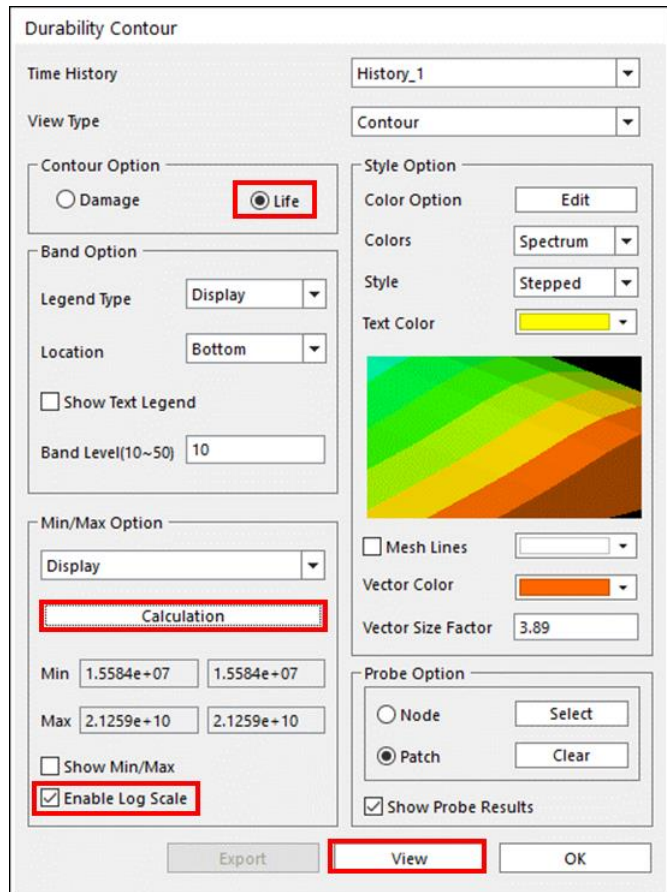 Durability Contour
Time History
History_1
View Type
Contour
Contour Option
Damage
Life
Band Option
Legend Type
Display
Location
Bottom
Show Text Legend
Band Level(10~50)
10
Min/Max Option
Display
Calculation
Min
1.5584e+07
1.5584e+07
Max
2.1259e+10
2.1259e+10
Show Min/Max
Enable Log Scale
Style Option
Color Option
Edit
Colors
Spectrum
Style
Stepped
Text Color
Mesh Lines
Vector Color
Vector Size Factor
3.89
Probe Option
Node
Select
Patch
Clear
Show Probe Results
Export
View
OK